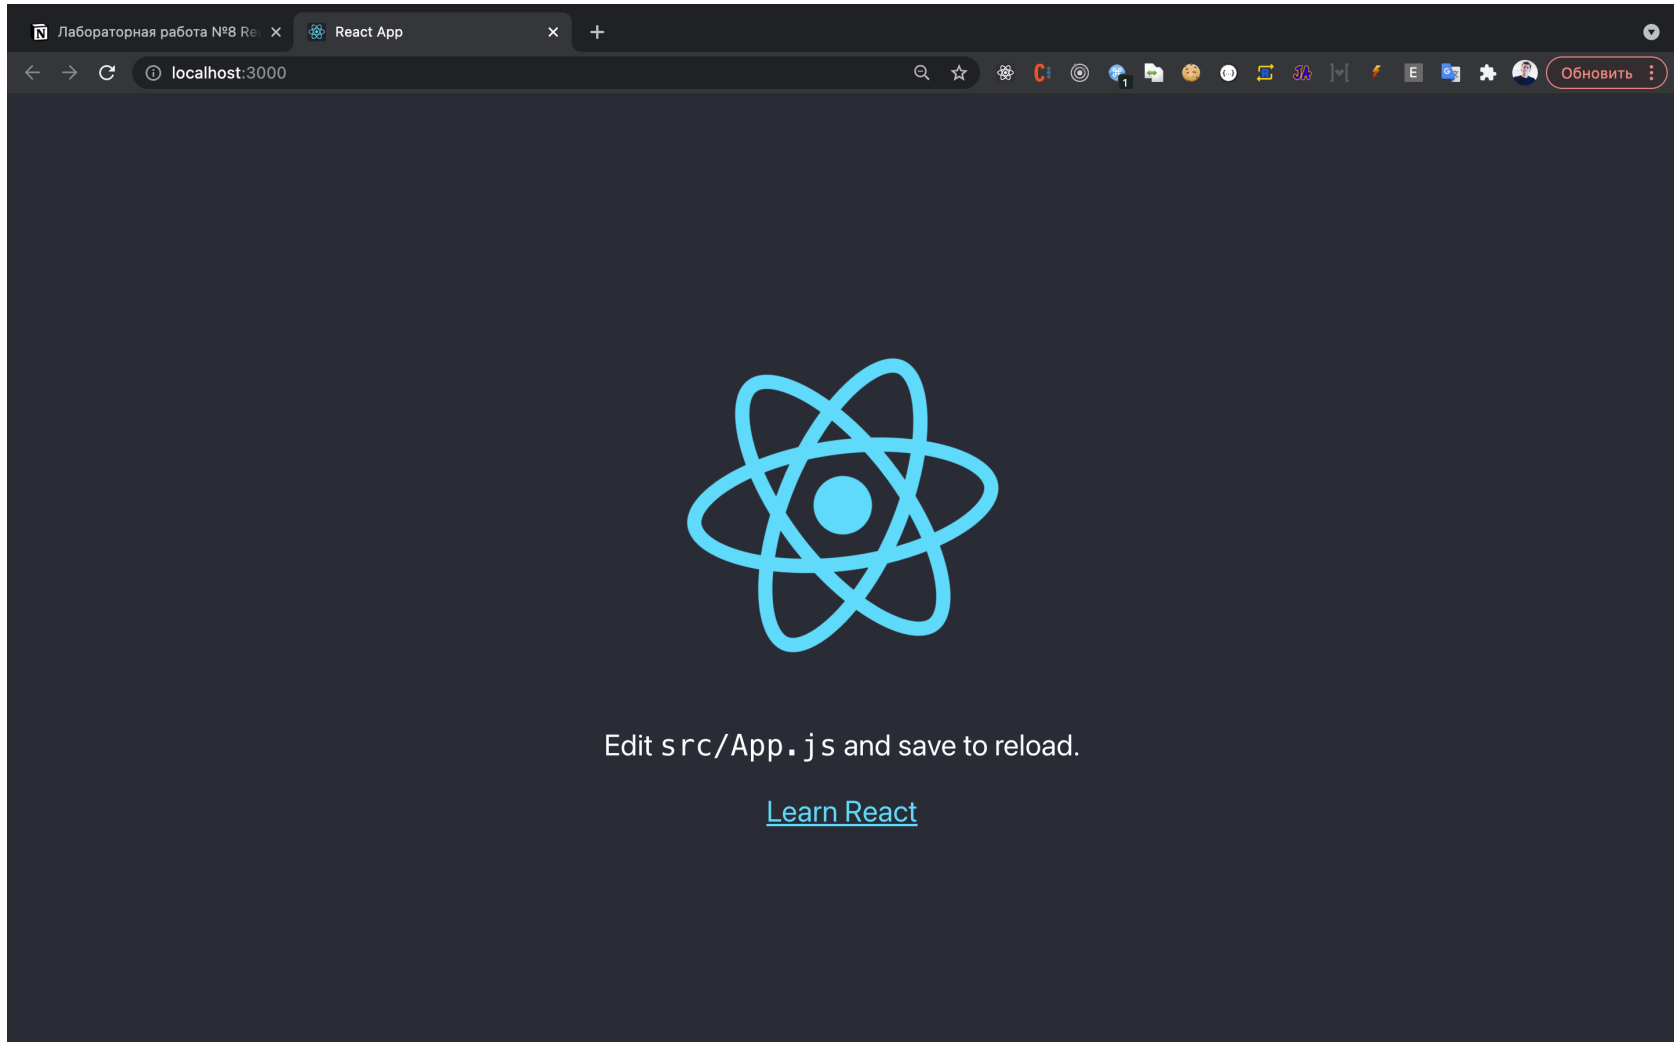 Лабораторная работа №8 Re
React App
localhost:3000
1
E
Обновить
Edit src/App.js and save to reload.
Learn React